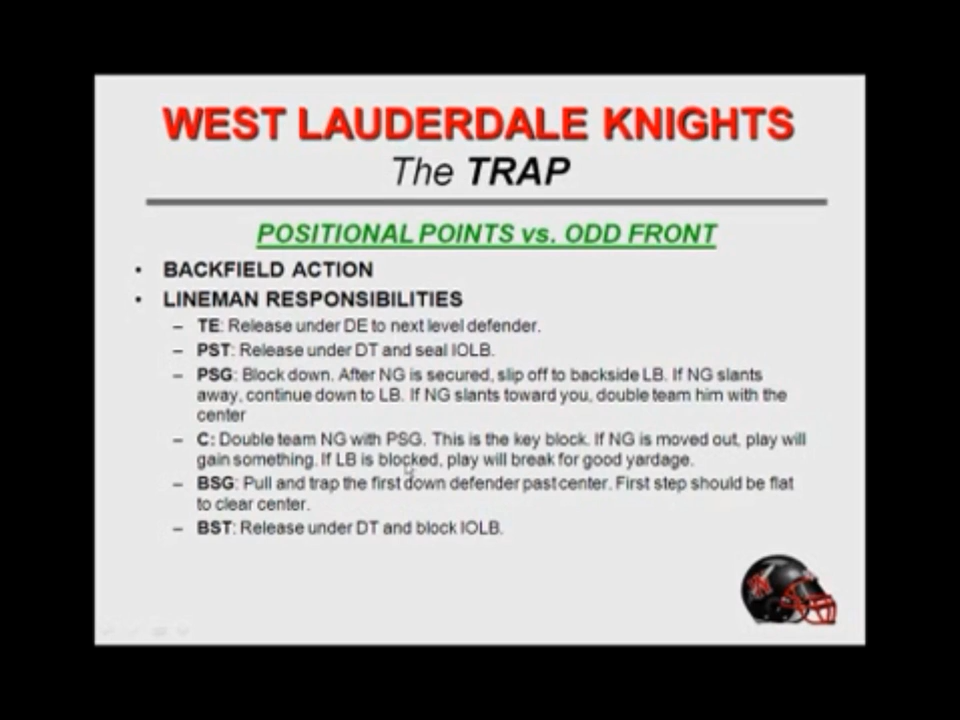 WEST LAUDERDALE KNIGHTS
The TRAP
POSITIONAL POINTS vs. ODD FRONT
• BACKFIELD ACTION
• LINEMAN RESPONSIBILITIES
– TE: Release under DE to next level defender.
– PST: Release under DT and seal IOLB.
– PSG: Block down. After NG is secured, slip off to backside LB. If NG slants
away, continue down to LB. If NG slants toward you, double team him with the
center
– C: Double team NG with PSG. This is the key block. If NG is moved out, play will
gain something. If LB is blocked, play will break for good yardage.
– BSG: Pull and trap the first down defender past center. First step should be flat
to clear center.
– BST: Release under DT and block IOLB.